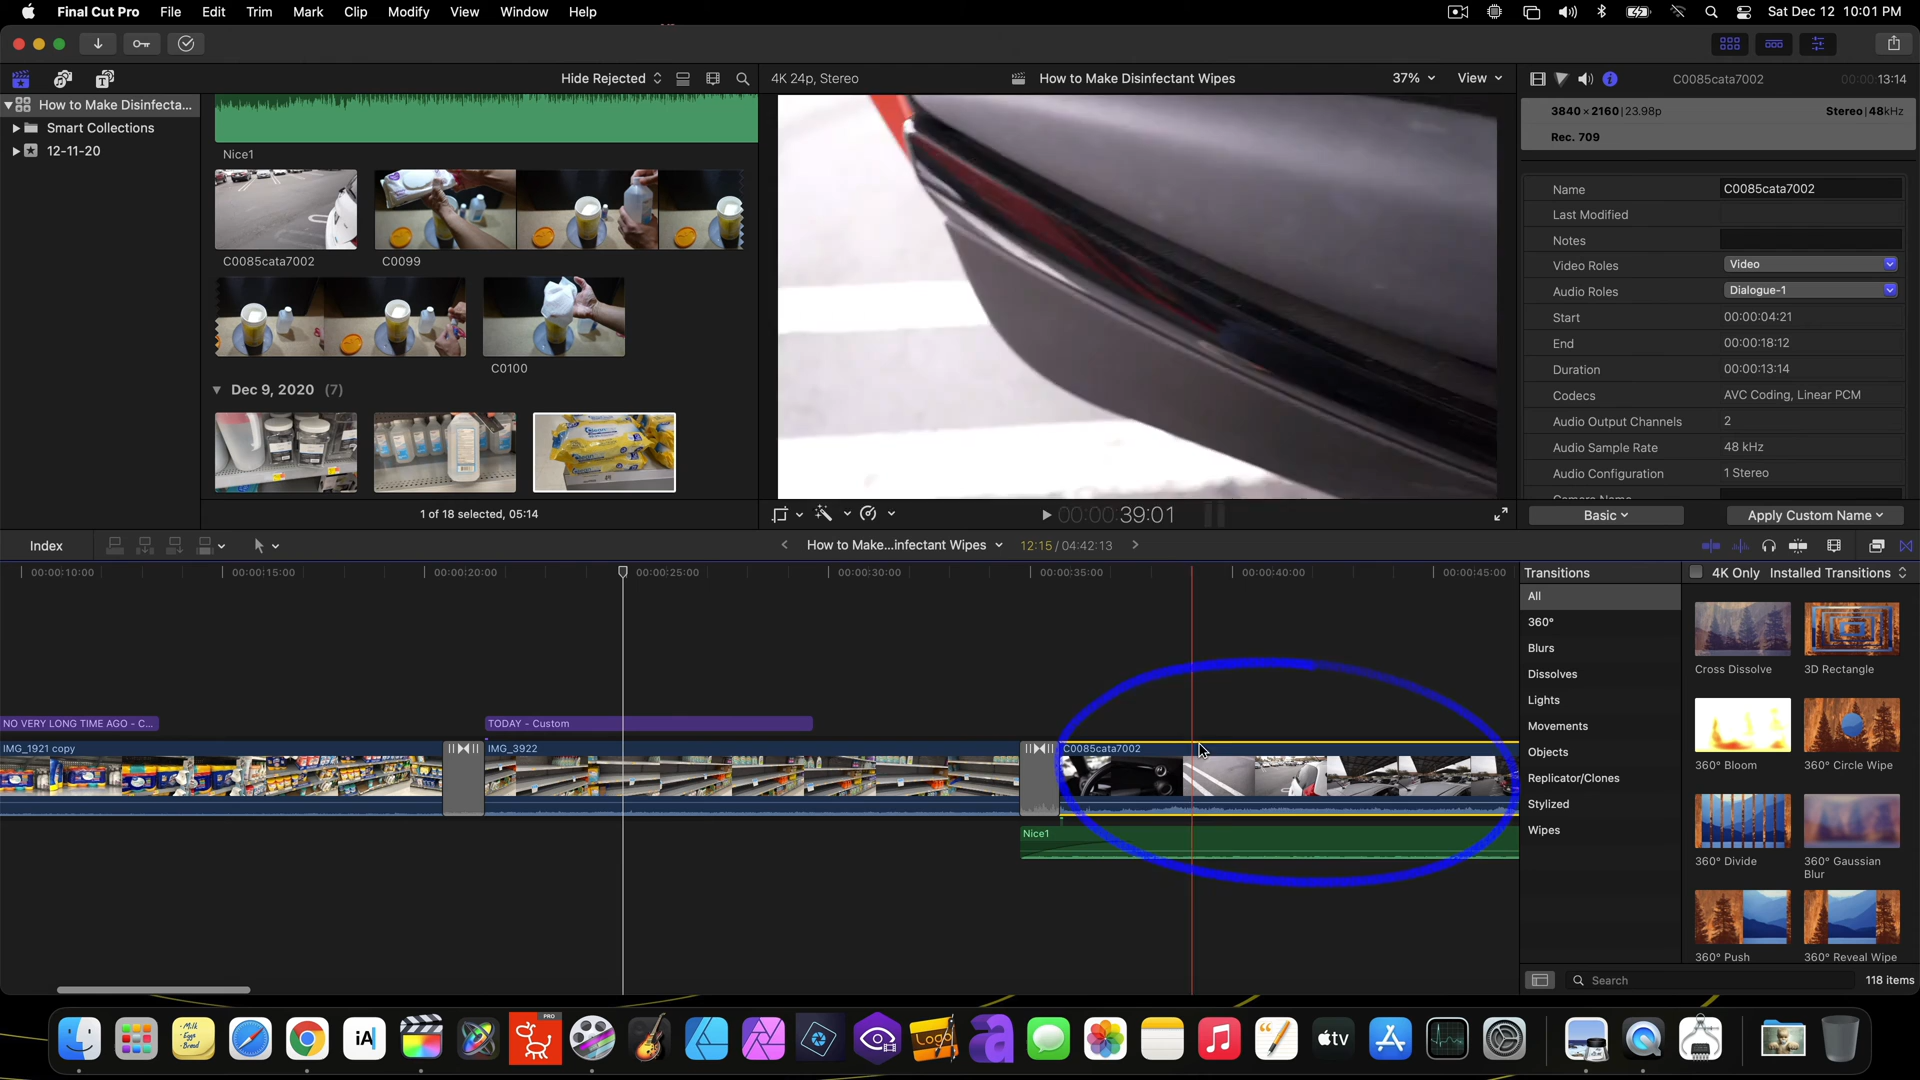 Final Cut Pro File Edit Trim Mark Clip Modify View Window Help Sat Dec 12 10:01 PM
Hide Rejected 4K 24p, Stereo How to Make Disinfectant Wipes 37% View C0085cata7002 00:00:13:14
How to Make Disinfecta...
Smart Collections
12-11-20
Nice1
C0085cata7002 C0099
C0100
Dec 9, 2020 (7)
1 of 18 selected, 05:14
00:00:39:01
3840 × 2160 | 23.98p Stereo | 48kHz
Rec. 709
Name C0085cata7002
Last Modified
Notes
Video Roles Video
Audio Roles Dialogue-1
Start 00:00:04:21
End 00:00:18:12
Duration 00:00:13:14
Codecs AVC Coding, Linear PCM
Audio Output Channels 2
Audio Sample Rate 48 kHz
Audio Configuration 1 Stereo
Basic Apply Custom Name
Index How to Make...infectant Wipes 12:15 / 04:42:13
00:00:10:00 00:00:15:00 00:00:20:00 00:00:25:00 00:00:30:00 00:00:35:00 00:00:40:00 00:00:45:00
NO VERY LONG TIME AGO - C... TODAY - Custom
IMG_1921 copy IMG_3922 C0085cata7002
Nice1
Transitions 4K Only Installed Transitions
All
360°
Blurs
Dissolves
Lights
Movements
Objects
Replicator/Clones
Stylized
Wipes
Cross Dissolve 3D Rectangle
360° Bloom 360° Circle Wipe
360° Divide 360° Gaussian
Blur
360° Push 360° Reveal Wipe
Search 118 items
Milk
Eggs
Bread
iA
PRO
Logo
tv